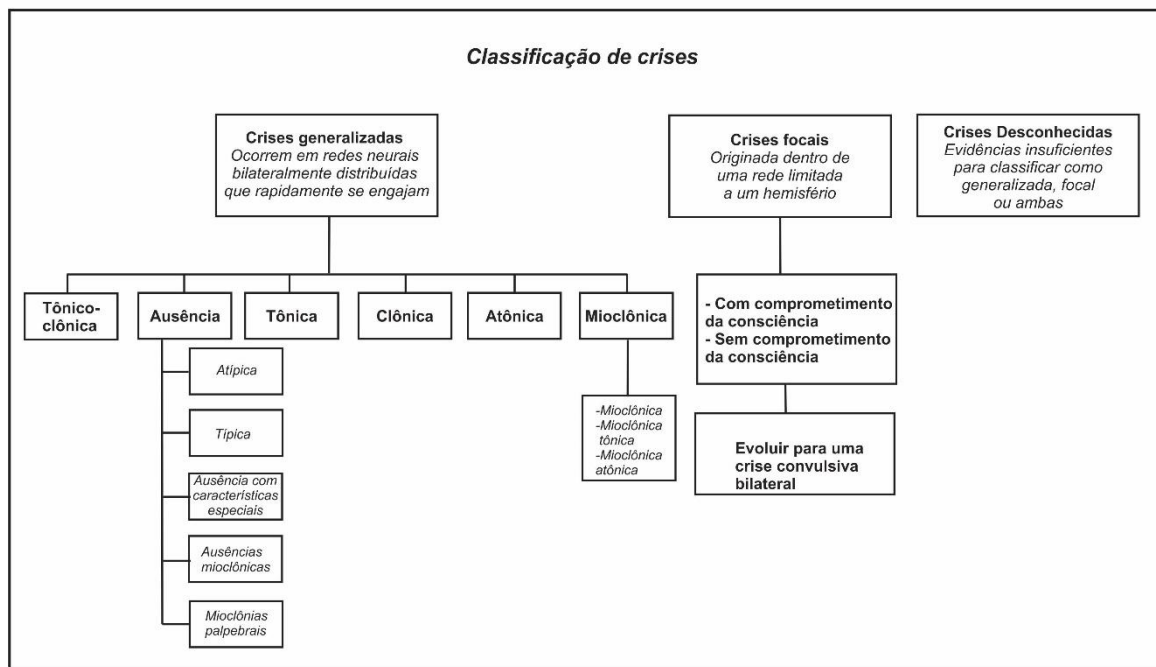 Classificação de crises
Crises generalizadas
Ocorrem em redes neurais
bilateralmente distribuídas
que rapidamente se engajam
Crises focais
Originada dentro de
uma rede limitada
a um hemisfério
Crises Desconhecidas
Evidências insuficientes
para classificar como
generalizada, focal
ou ambas
Tônico-
clônica
Ausência
Tônica
Clônica
Atônica
Mioclônica
- Com comprometimento
da consciência
- Sem comprometimento
da consciência
Atípica
Típica
Ausência com
características
especiais
Ausências
mioclônicas
Mioclônias
palpebrais
-Mioclônica
-Mioclônica
tônica
-Mioclônica
atônica
Evoluir para uma
crise convulsiva
bilateral